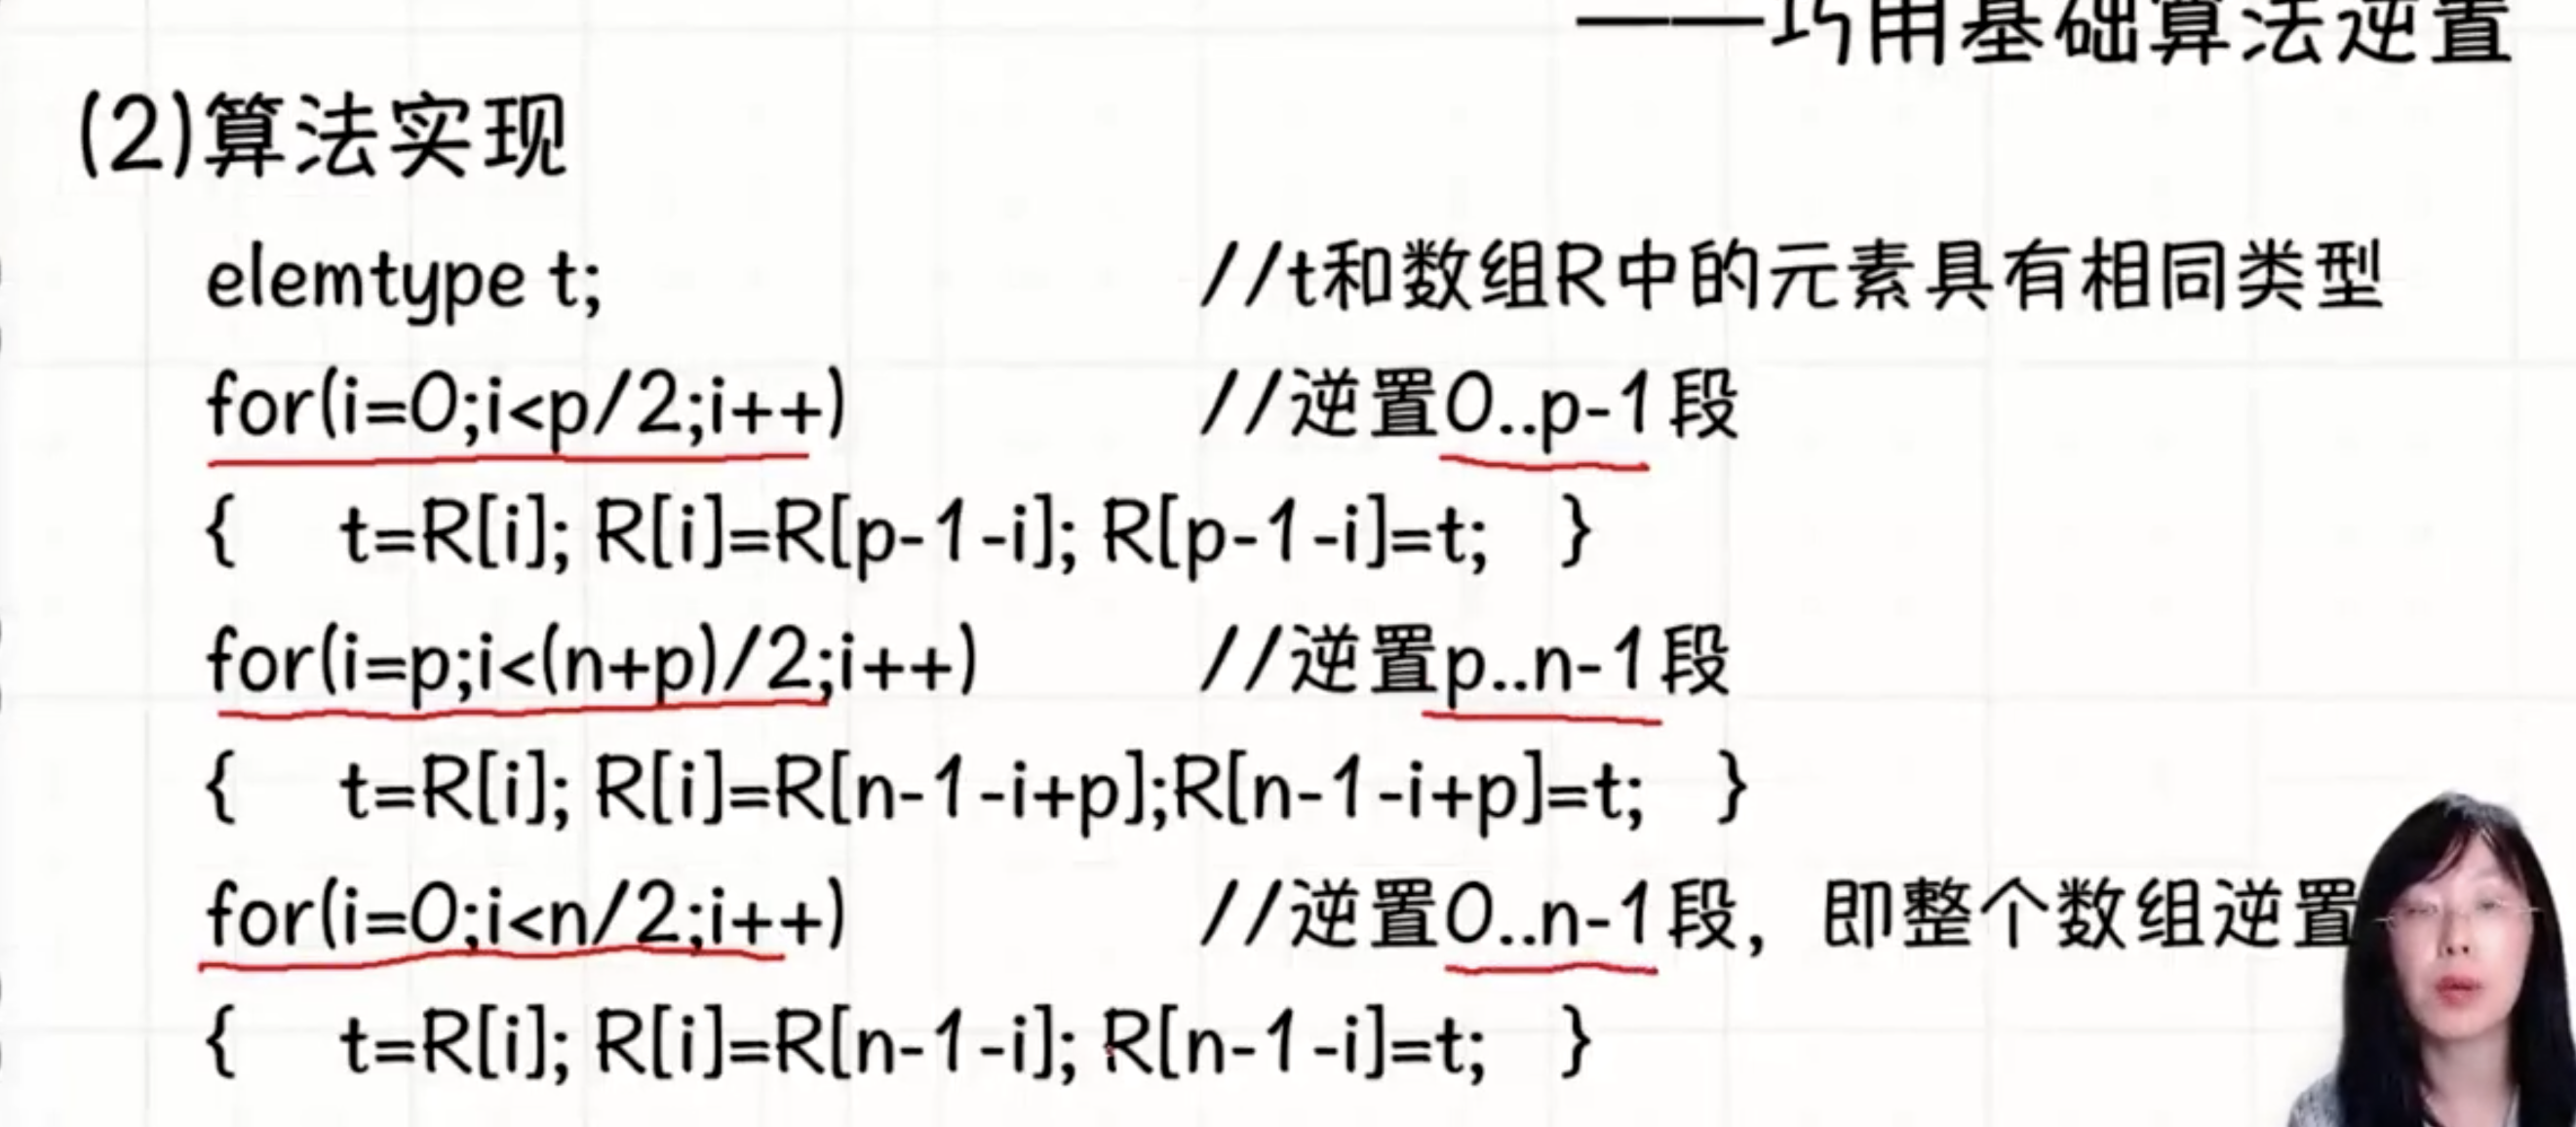 ——巧用基础算法逆置
(2)算法实现
elemtype t; //t和数组R中的元素具有相同类型
for(i=0;i<p/2;i++) //逆置0..p-1段
{ t=R[i]; R[i]=R[p-1-i]; R[p-1-i]=t; }
for(i=p;i<(n+p)/2;i++) //逆置p..n-1段
{ t=R[i]; R[i]=R[n-1-i+p];R[n-1-i+p]=t; }
for(i=0;i<n/2;i++) //逆置0..n-1段，即整个数组逆置
{ t=R[i]; R[i]=R[n-1-i]; R[n-1-i]=t; }